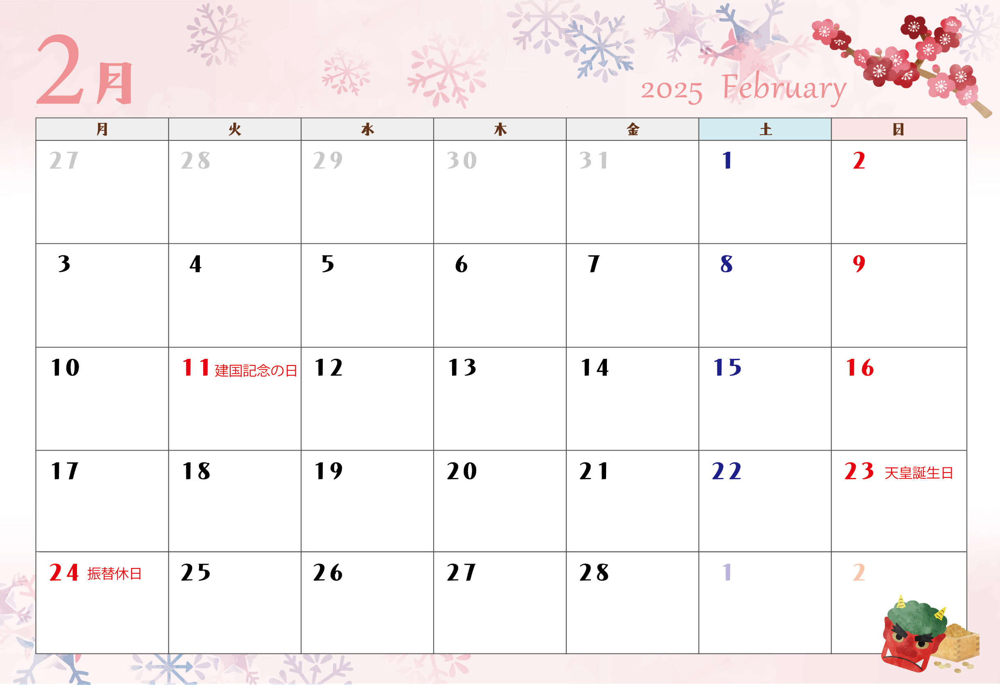 2月
2025 February
月 火 水 木 金 土 日
27 28 29 30 31 1 2
3 4 5 6 7 8 9
10 11 建国記念の日 12 13 14 15 16
17 18 19 20 21 22 23 天皇誕生日
24 振替休日 25 26 27 28 1 2